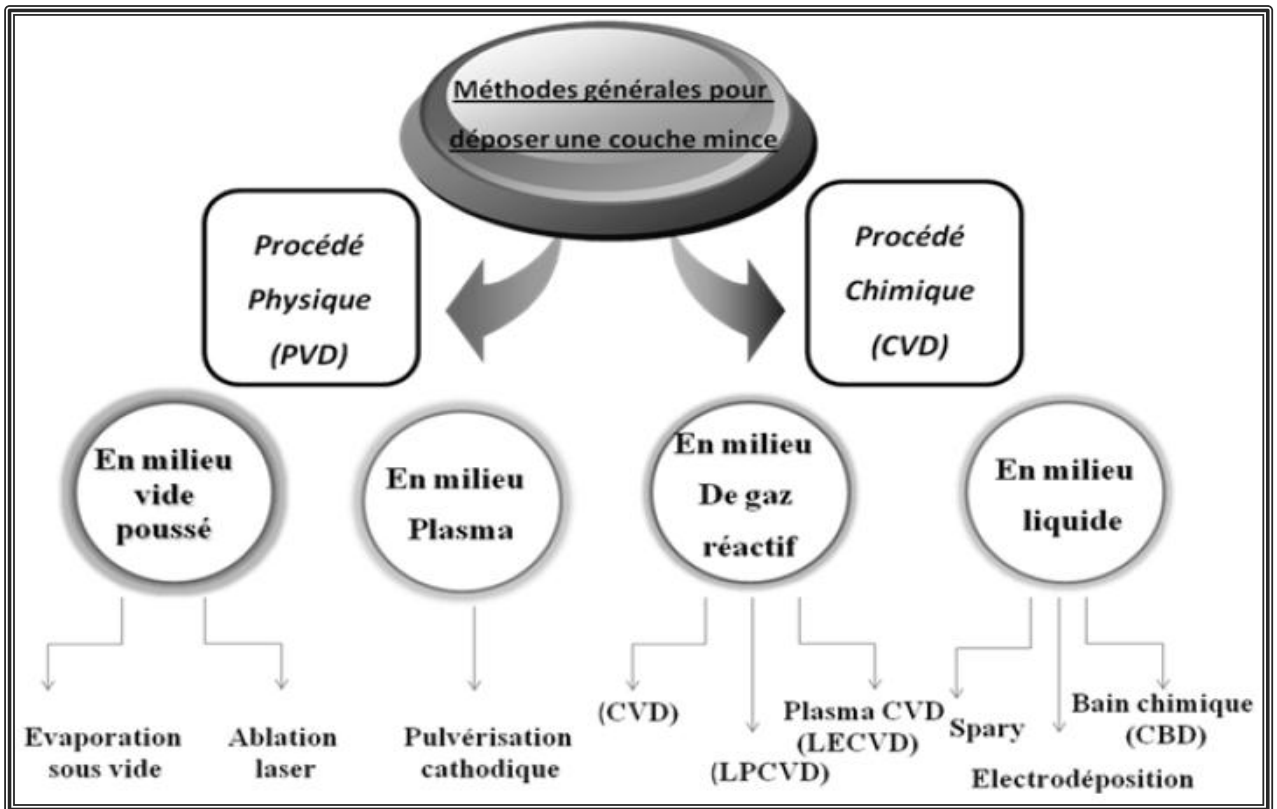 Méthodes générales pour
déposer une couche mince
Procédé
Physique
(PVD)
Procédé
Chimique
(CVD)
En milieu
vide
poussé
En milieu
Plasma
En milieu
De gaz
réactif
En milieu
liquide
Evaporation
sous vide
Ablation
laser
Pulvérisation
cathodique
(CVD)
(LPCVD)
Plasma CVD
(LECVD)
Spary
Electrodéposition
Bain chimique
(CBD)